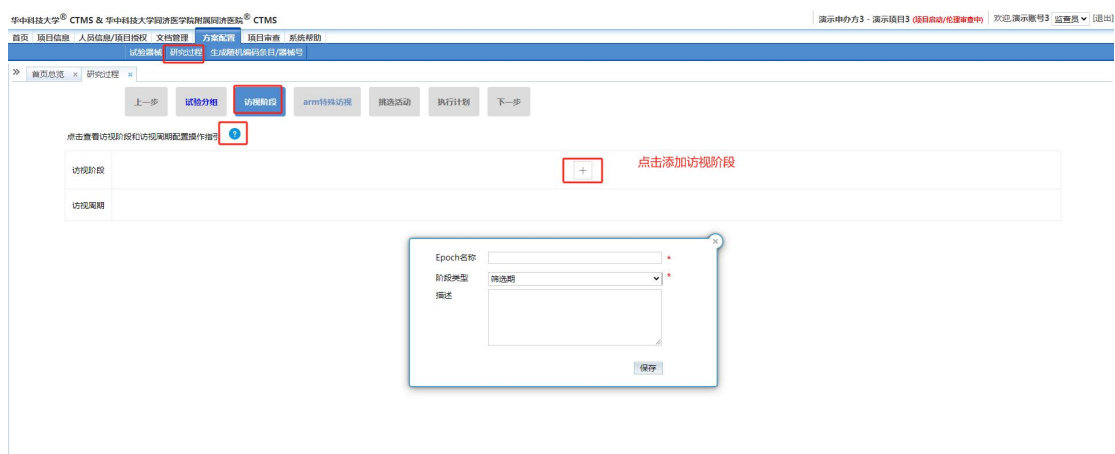 华中科技大学® CTMS & 华中科技大学同济医学院附属同济医院® CTMS
演示申办方3 - 演示项目3 (项目启动/伦理审查中) 欢迎,演示账号3 监查员 [退出]
首页 项目信息 人员信息/项目授权 文档管理 方案配置 项目审查 系统帮助
试验器械 研究过程 生成随机编码条目/器械号
» 首页总览 × 研究过程 ×
上一步 试验分组 访视阶段 arm特殊访视 挑选活动 执行计划 下一步
点击查看访视阶段和访视周期配置操作指引 ?
访视阶段 + 点击添加访视阶段
访视周期
×
Epoch名称 *
阶段类型 筛选期 *
描述
保存